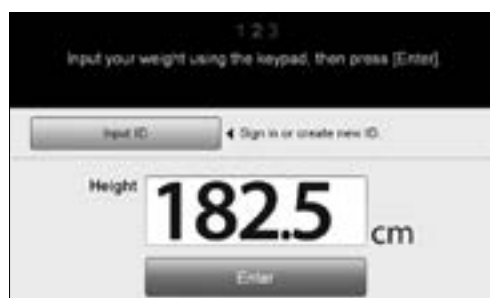 1 2 3
Input your weight using the keypad, then press [Enter].
Input ID
◀ Sign in or create new ID.
Height 182.5 cm
Enter